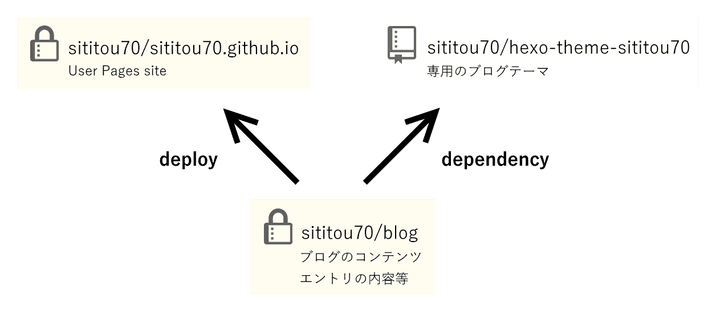 sititou70/sititou70.github.io
User Pages site
sititou70/hexo-theme-sititou70
専用のブログテーマ
deploy
dependency
sititou70/blog
ブログのコンテンツ
エントリの内容等